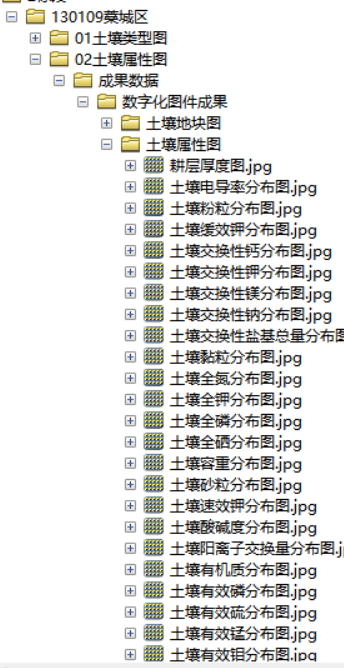 130109藁城区
01土壤类型图
02土壤属性图
成果数据
数字化图件成果
土壤地块图
土壤属性图
耕层厚度图.jpg
土壤电导率分布图.jpg
土壤粉粒分布图.jpg
土壤缓效钾分布图.jpg
土壤交换性钙分布图.jpg
土壤交换性钾分布图.jpg
土壤交换性镁分布图.jpg
土壤交换性钠分布图.jpg
土壤交换性盐基总量分布图
土壤黏粒分布图.jpg
土壤全氮分布图.jpg
土壤全钾分布图.jpg
土壤全磷分布图.jpg
土壤全硒分布图.jpg
土壤容重分布图.jpg
土壤砂粒分布图.jpg
土壤速效钾分布图.jpg
土壤酸碱度分布图.jpg
土壤阳离子交换量分布图.j
土壤有机质分布图.jpg
土壤有效磷分布图.jpg
土壤有效硫分布图.jpg
土壤有效锰分布图.jpg
土壤有效钼分布图.jpg